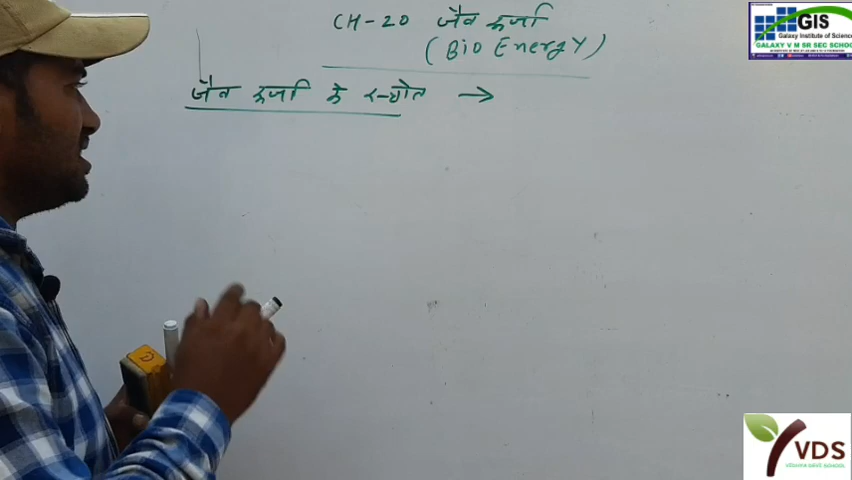 CH-20 जैव ऊर्जा
(Bio Energy)
जैव ऊर्जा के स्त्रोत →
GIS
Galaxy Institute of Science
GALAXY V M SR SEC SCHOOL
D
VDS